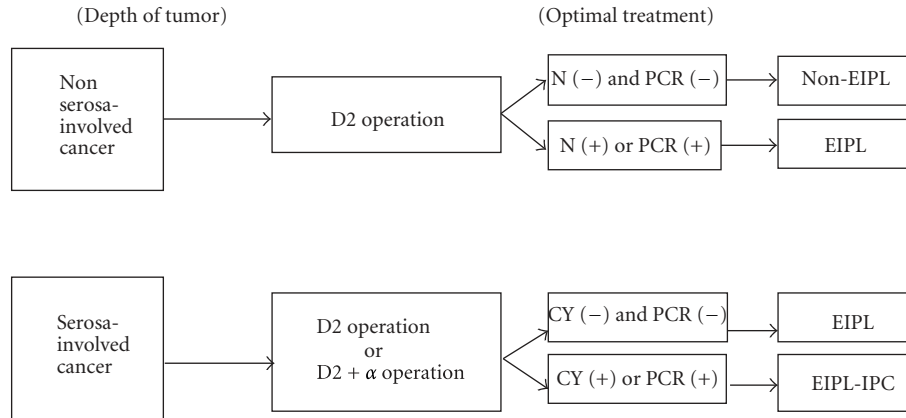 (Depth of tumor)
(Optimal treatment)
Non
serosa-
involved
cancer
D2 operation
N (−) and PCR (−)
Non-EIPL
N (+) or PCR (+)
EIPL
Serosa-
involved
cancer
D2 operation
or
D2 + α operation
CY (−) and PCR (−)
EIPL
CY (+) or PCR (+)
EIPL-IPC